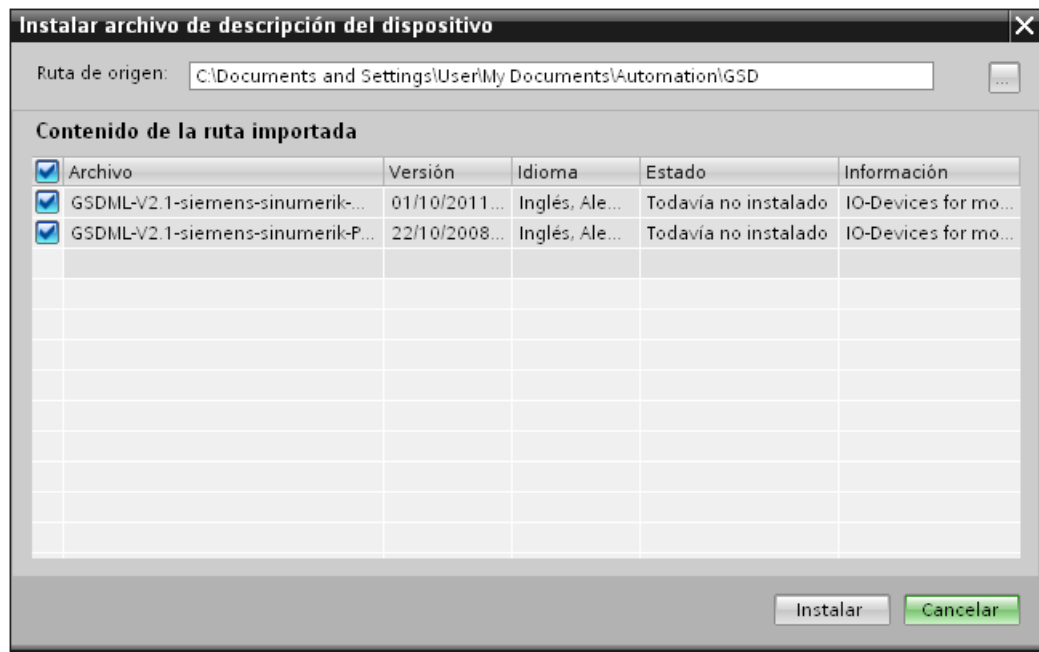 Instalar archivo de descripción del dispositivo
Ruta de origen: C:\Documents and Settings\User\My Documents\Automation\GSD ...
Contenido de la ruta importada
Archivo Versión Idioma Estado Información
GSDML-V2.1-siemens-sinumerik-... 01/10/2011... Inglés, Ale... Todavía no instalado IO-Devices for mo...
GSDML-V2.1-siemens-sinumerik-P... 22/10/2008... Inglés, Ale... Todavía no instalado IO-Devices for mo...
Instalar Cancelar